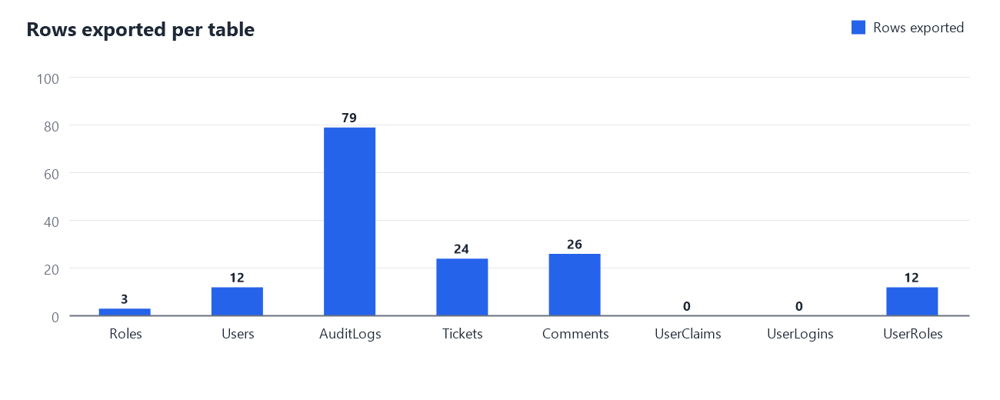 Rows exported per table
Rows exported
100
80
60
40
20
0
3
12
79
24
26
0
0
12
Roles
Users
AuditLogs
Tickets
Comments
UserClaims
UserLogins
UserRoles